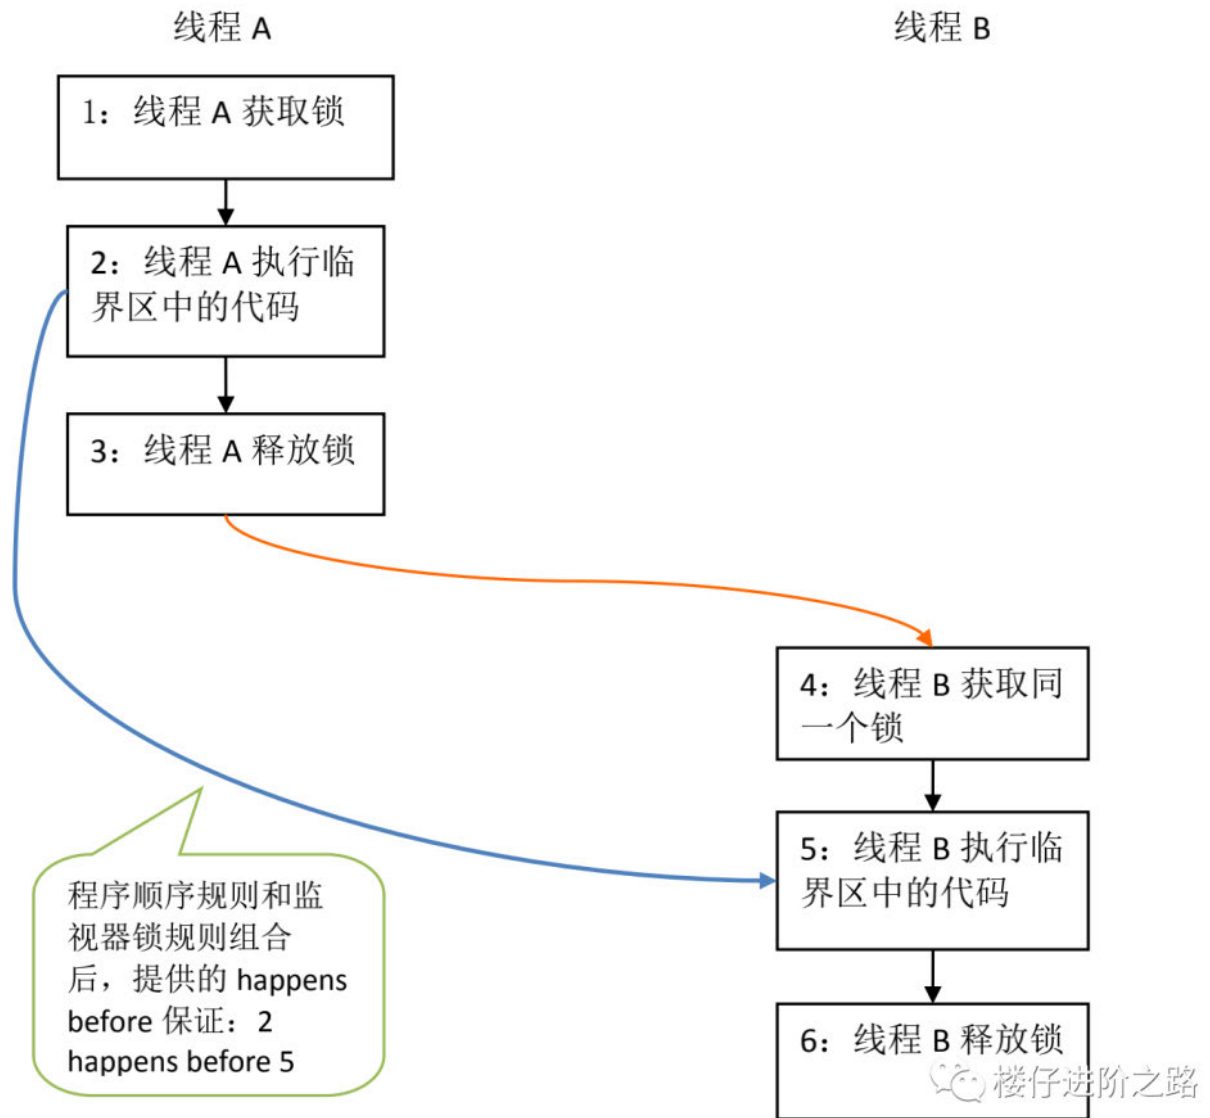 线程 A
线程 B
1：线程 A 获取锁
2：线程 A 执行临
界区中的代码
3：线程 A 释放锁
4：线程 B 获取同
一个锁
5：线程 B 执行临
界区中的代码
6：线程 B 释放锁
程序顺序规则和监
视器锁规则组合
后，提供的 happens
before 保证：2
happens before 5
楼仔进阶之路